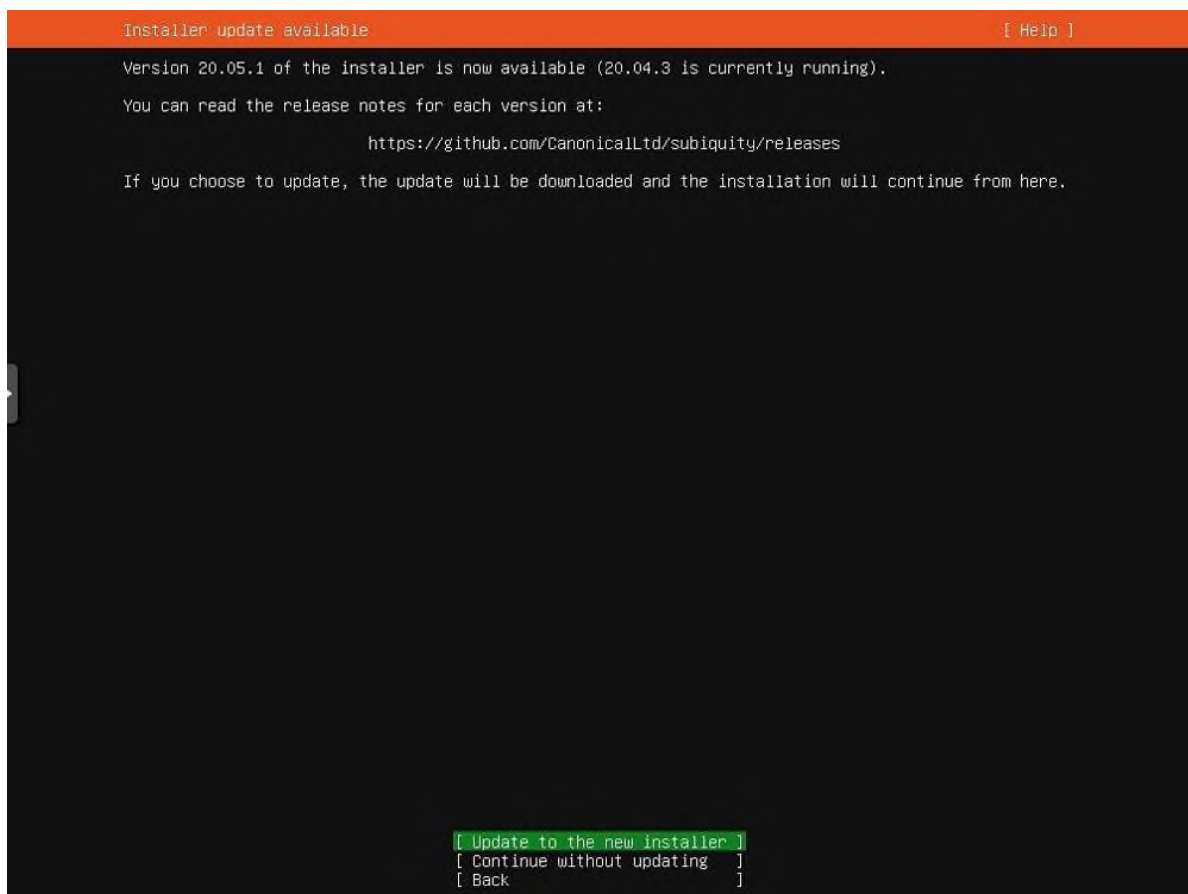 Installer update available [ Help ]
Version 20.05.1 of the installer is now available (20.04.3 is currently running).
You can read the release notes for each version at:
https://github.com/CanonicalLtd/subiquity/releases
If you choose to update, the update will be downloaded and the installation will continue from here.
[ Update to the new installer ]
[ Continue without updating ]
[ Back ]